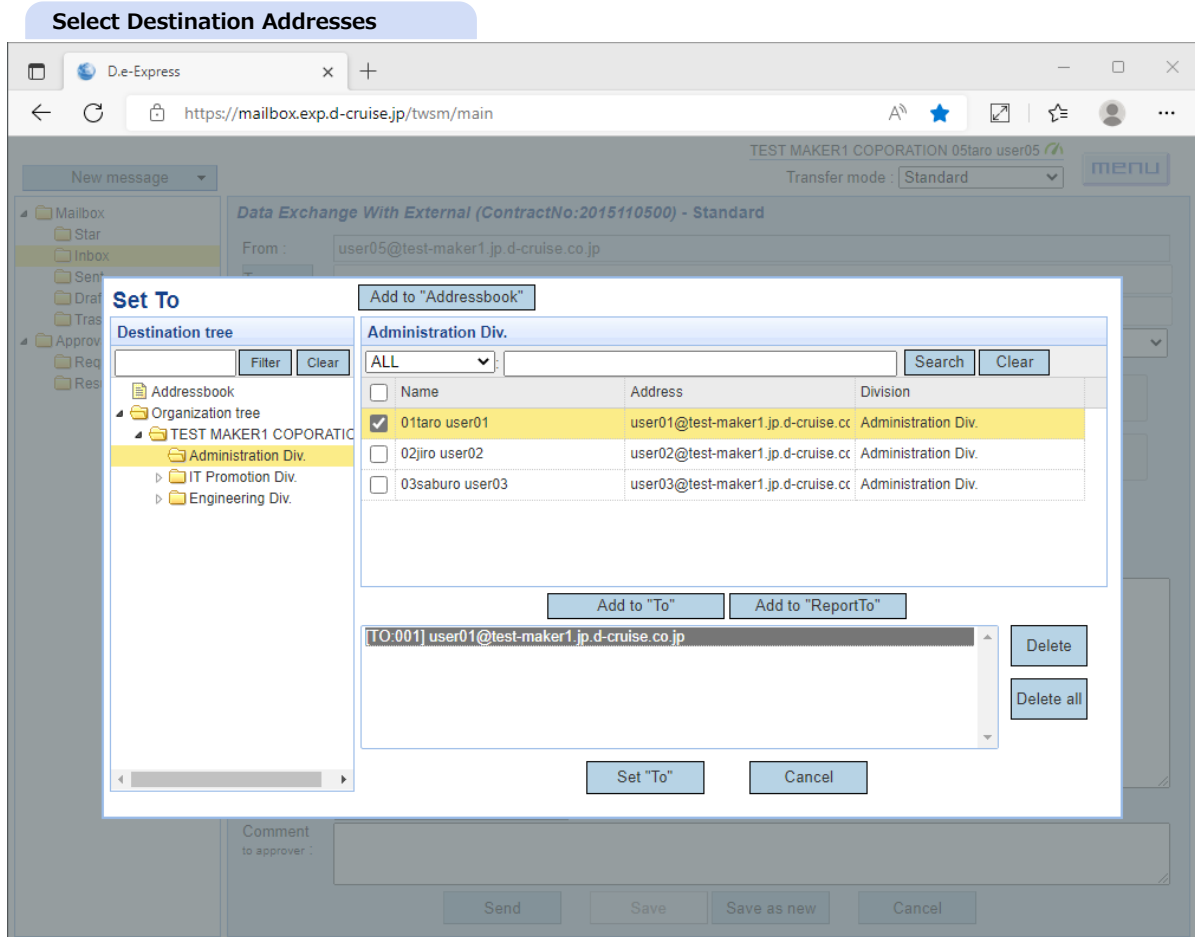 Select Destination Addresses
D.e-Express
https://mailbox.exp.d-cruise.jp/twsm/main
TEST MAKER1 COPORATION 05taro user05
New message
Transfer mode : Standard
menu
Mailbox
Star
Inbox
Sent
Draf
Tras
Approv
Req
Res
Data Exchange With External (ContractNo:2015110500) - Standard
From :
user05@test-maker1.jp.d-cruise.co.jp
Set To
Add to "Addressbook"
Destination tree
Filter
Clear
Addressbook
Organization tree
TEST MAKER1 COPORATIC
Administration Div.
IT Promotion Div.
Engineering Div.
Administration Div.
ALL
:
Search
Clear
Name Address Division
01taro user01 user01@test-maker1.jp.d-cruise.cc Administration Div.
02jiro user02 user02@test-maker1.jp.d-cruise.cc Administration Div.
03saburo user03 user03@test-maker1.jp.d-cruise.cc Administration Div.
Add to "To"
Add to "ReportTo"
[TO:001] user01@test-maker1.jp.d-cruise.co.jp
Delete
Delete all
Set "To"
Cancel
Comment
to approver :
Send
Save
Save as new
Cancel